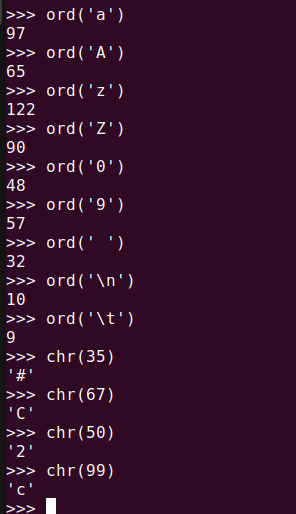 >>> ord('a')
97
>>> ord('A')
65
>>> ord('z')
122
>>> ord('Z')
90
>>> ord('0')
48
>>> ord('9')
57
>>> ord(' ')
32
>>> ord('\n')
10
>>> ord('\t')
9
>>> chr(35)
'#'
>>> chr(67)
'C'
>>> chr(50)
'2'
>>> chr(99)
'c'
>>>